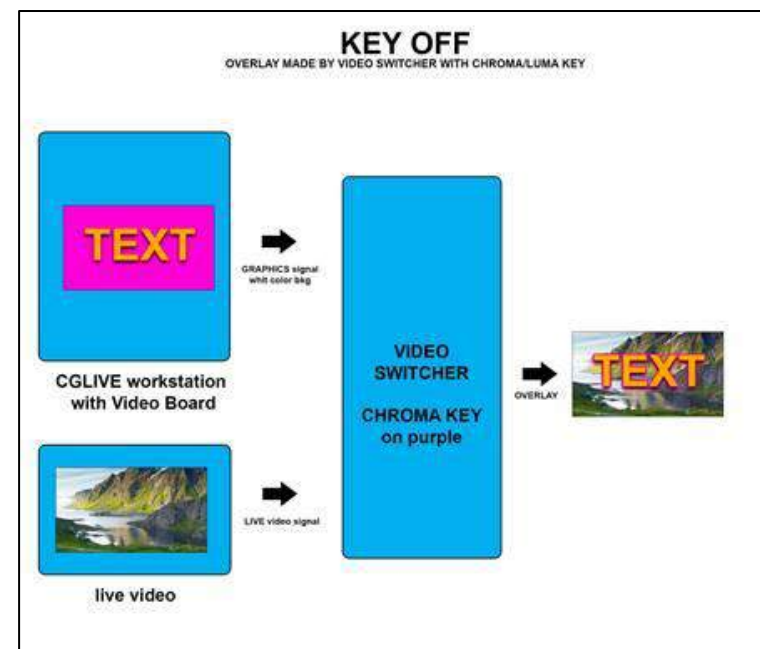 KEY OFF
OVERLAY MADE BY VIDEO SWITCHER WITH CHROMA/LUMA KEY
TEXT
GRAPHICS signal
whit color bkg
CGLIVE workstation
with Video Board
LIVE video signal
live video
VIDEO
SWITCHER
CHROMA KEY
on purple
OVERLAY
TEXT